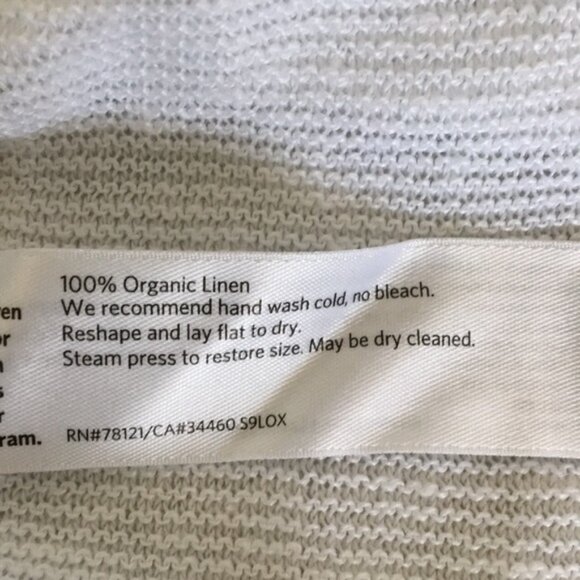 100% Organic Linen
We recommend hand wash cold, no bleach.
Reshape and lay flat to dry.
Steam press to restore size. May be dry cleaned.
RN#78121/CA#34460 S9LOX